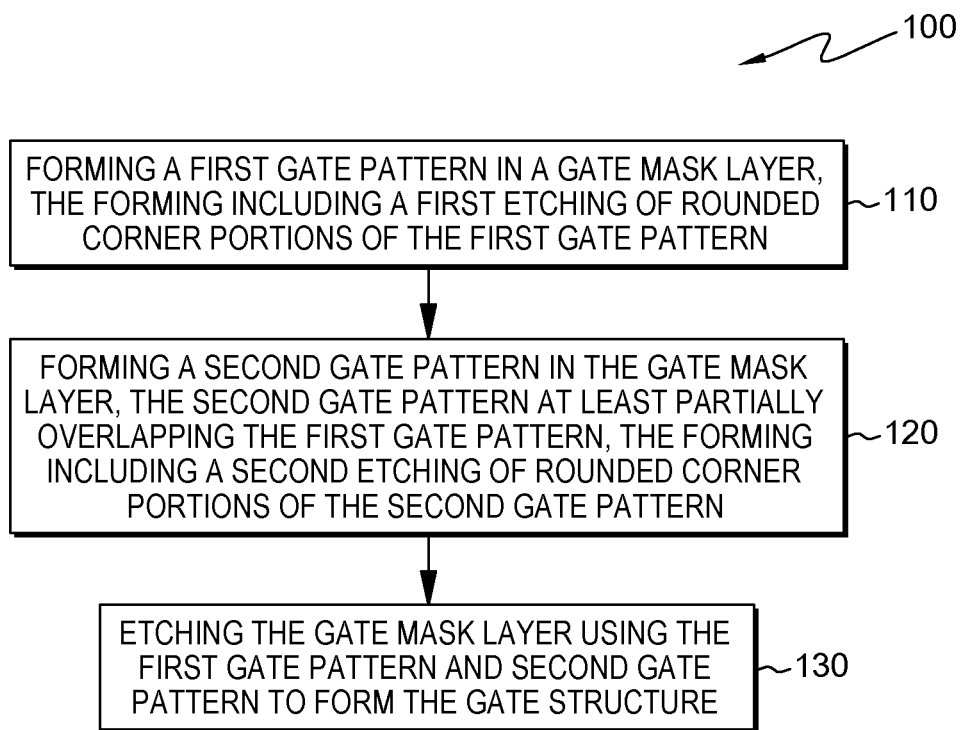 100
FORMING A FIRST GATE PATTERN IN A GATE MASK LAYER,
THE FORMING INCLUDING A FIRST ETCHING OF ROUNDED
CORNER PORTIONS OF THE FIRST GATE PATTERN
110
FORMING A SECOND GATE PATTERN IN THE GATE MASK
LAYER, THE SECOND GATE PATTERN AT LEAST PARTIALLY
OVERLAPPING THE FIRST GATE PATTERN, THE FORMING
INCLUDING A SECOND ETCHING OF ROUNDED CORNER
PORTIONS OF THE SECOND GATE PATTERN
120
ETCHING THE GATE MASK LAYER USING THE
FIRST GATE PATTERN AND SECOND GATE
PATTERN TO FORM THE GATE STRUCTURE
130